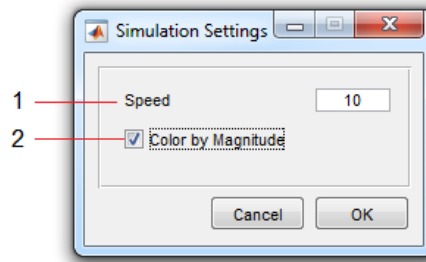 Simulation Settings
1 Speed 10
2 Color by Magnitude
Cancel OK